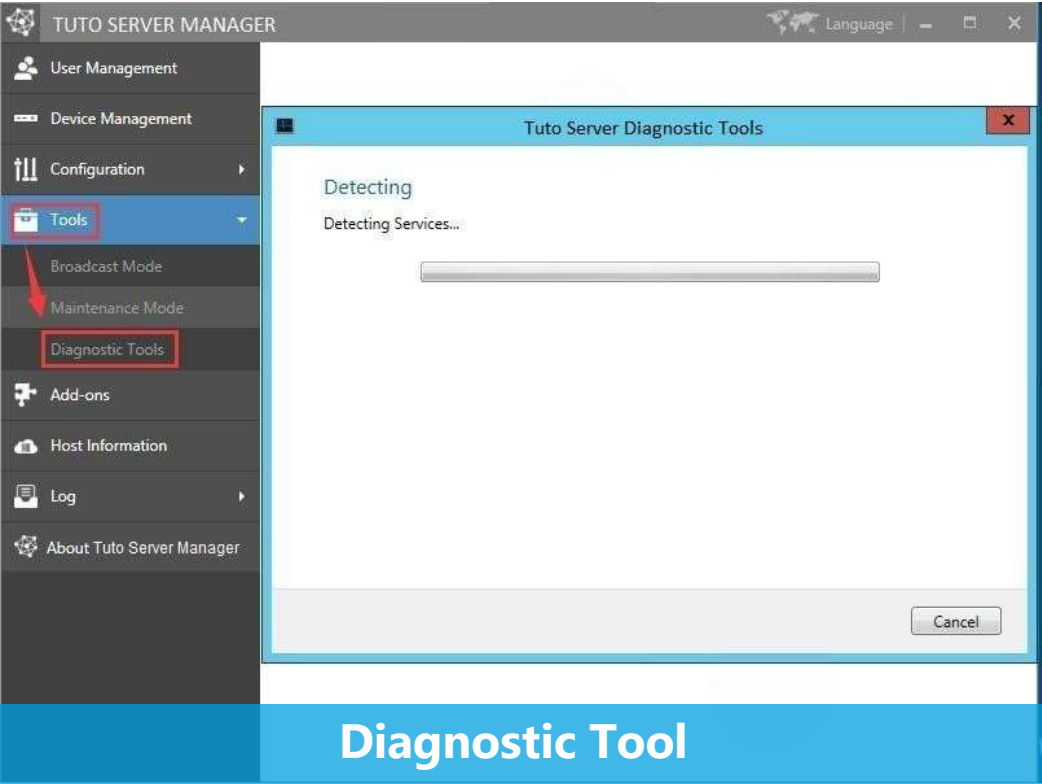 TUTO SERVER MANAGER
Language
User Management
Device Management
Configuration
Tools
Broadcast Mode
Maintenance Mode
Diagnostic Tools
Add-ons
Host Information
Log
About Tuto Server Manager
Tuto Server Diagnostic Tools
x
Detecting
Detecting Services...
Cancel
Diagnostic Tool